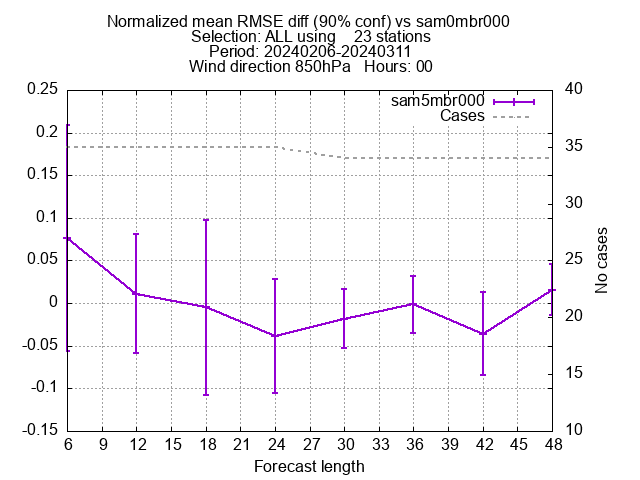 Normalized mean RMSE diff (90% conf) vs sam0mbr000
Selection: ALL using    23 stations
Period: 20240206-20240311
Wind direction 850hPa   Hours: 00
sam5mbr000
Cases
0.25
0.2
0.15
0.1
0.05
0
-0.05
-0.1
-0.15
40
35
30
25
20
15
10
No cases
6 9 12 15 18 21 24 27 30 33 36 39 42 45 48
Forecast length